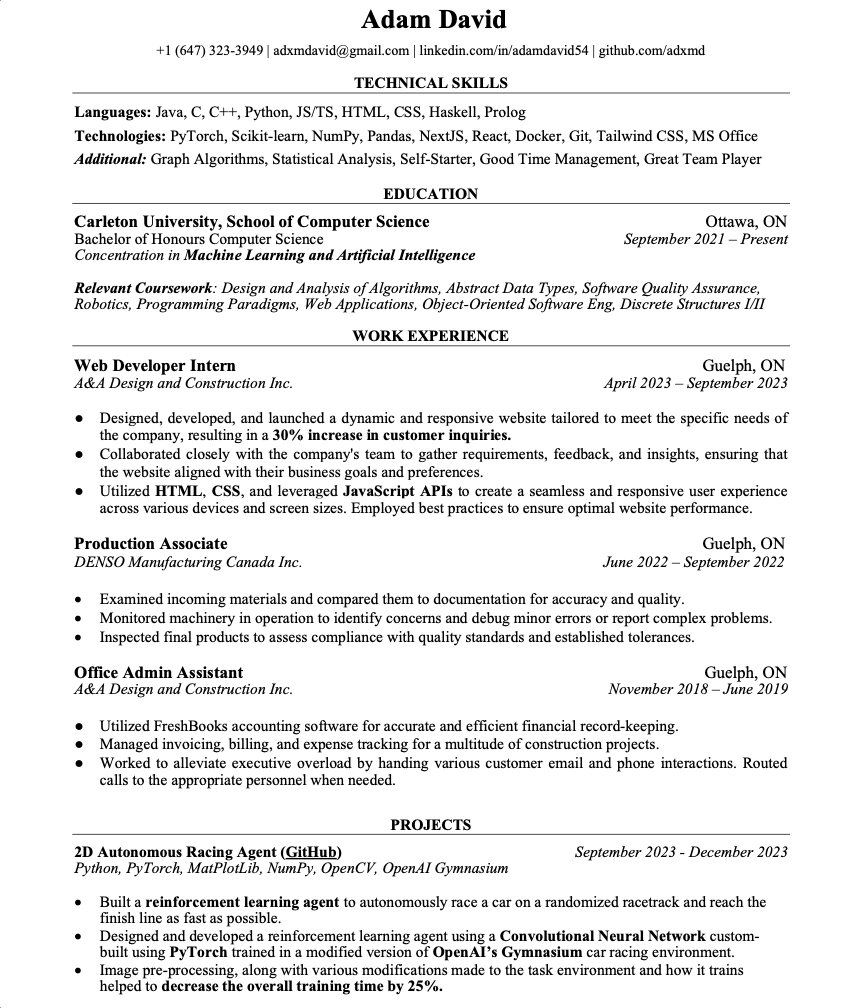 Adam David
+1 (647) 323-3949 | adxmdavid@gmail.com | linkedin.com/in/adamdavid54 | github.com/adxmd
TECHNICAL SKILLS
Languages: Java, C, C++, Python, JS/TS, HTML, CSS, Haskell, Prolog
Technologies: PyTorch, Scikit-learn, NumPy, Pandas, NextJS, React, Docker, Git, Tailwind CSS, MS Office
Additional: Graph Algorithms, Statistical Analysis, Self-Starter, Good Time Management, Great Team Player
EDUCATION
Carleton University, School of Computer Science Ottawa, ON
Bachelor of Honours Computer Science September 2021 – Present
Concentration in Machine Learning and Artificial Intelligence
Relevant Coursework: Design and Analysis of Algorithms, Abstract Data Types, Software Quality Assurance,
Robotics, Programming Paradigms, Web Applications, Object-Oriented Software Eng, Discrete Structures I/II
WORK EXPERIENCE
Web Developer Intern Guelph, ON
A&A Design and Construction Inc. April 2023 – September 2023
● Designed, developed, and launched a dynamic and responsive website tailored to meet the specific needs of
the company, resulting in a 30% increase in customer inquiries.
● Collaborated closely with the company's team to gather requirements, feedback, and insights, ensuring that
the website aligned with their business goals and preferences.
● Utilized HTML, CSS, and leveraged JavaScript APIs to create a seamless and responsive user experience
across various devices and screen sizes. Employed best practices to ensure optimal website performance.
Production Associate Guelph, ON
DENSO Manufacturing Canada Inc. June 2022 – September 2022
• Examined incoming materials and compared them to documentation for accuracy and quality.
• Monitored machinery in operation to identify concerns and debug minor errors or report complex problems.
• Inspected final products to assess compliance with quality standards and established tolerances.
Office Admin Assistant Guelph, ON
A&A Design and Construction Inc. November 2018 – June 2019
● Utilized FreshBooks accounting software for accurate and efficient financial record-keeping.
● Managed invoicing, billing, and expense tracking for a multitude of construction projects.
● Worked to alleviate executive overload by handing various customer email and phone interactions. Routed
calls to the appropriate personnel when needed.
PROJECTS
2D Autonomous Racing Agent (GitHub) September 2023 - December 2023
Python, PyTorch, MatPlotLib, NumPy, OpenCV, OpenAI Gymnasium
• Built a reinforcement learning agent to autonomously race a car on a randomized racetrack and reach the
finish line as fast as possible.
• Designed and developed a reinforcement learning agent using a Convolutional Neural Network custom-
built using PyTorch trained in a modified version of OpenAI's Gymnasium car racing environment.
• Image pre-processing, along with various modifications made to the task environment and how it trains
helped to decrease the overall training time by 25%.